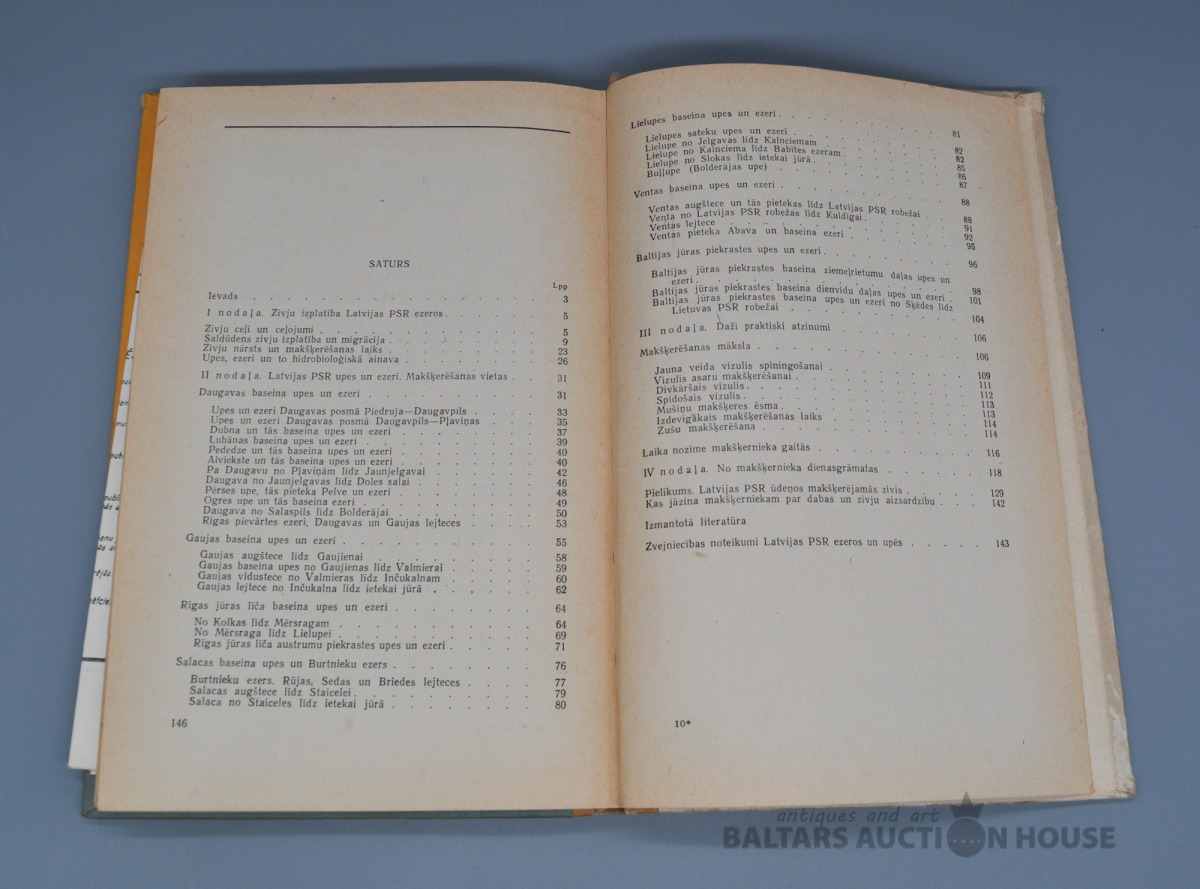 SATURS
Lpp
Ievads . . . . . . . . . . . . . . . . . . . . 3
I nodaļa. Zivju izplatība Latvijas PSR ezeros . . . . . . 5
Zivju ceļi un ceļojumi . . . . . . . . . . 5
Saldūdens zivju izplatība un migrācija . . . . . . . 9
Zivju nārsts un makšķerēšanas laiks . . . . . . . 23
Upes, ezeri un to hidrobioloģiskā ainava . . . . . . 26
II nodaļa. Latvijas PSR upes un ezeri. Makšķerēšanas vietas . . 31
Daugavas baseina upes un ezeri . . . . . . . . 31
Upes un ezeri Daugavas posmā Piedruja—Daugavpils . . . 33
Upes un ezeri Daugavas posmā Daugavpils—Pļaviņas . . . 35
Dubna un tās baseina upes un ezeri . . . . . . 37
Lubānas baseina upes un ezeri . . . . . . . 39
Pededze un tās baseina upes un ezeri . . . . . . 40
Aiviekste un tās baseina upes un ezeri . . . . . . 40
Pa Daugavu no Pļaviņām līdz Jaunjelgavai . . . . . 42
Daugava no Jaunjelgavas līdz Doles salai . . . . . 46
Pērses upe, tās pieteka Pelve un ezeri . . . . . . 48
Ogres upe un tās baseina ezeri . . . . . . . 49
Daugava no Salaspils līdz Bolderājai . . . . . . 50
Rīgas pievārtes ezeri, Daugavas un Gaujas lejteces . . . . 53
Gaujas baseina upes un ezeri . . . . . . . . 55
Gaujas augštece līdz Gaujienai . . . . . . . 58
Gaujas baseina upes no Gaujienas līdz Valmierai . . . . 59
Gaujas vidustece no Valmieras līdz Inčukalnam . . . . 60
Gaujas lejtece no Inčukalna līdz ietekai jūrā . . . . . 62
Rīgas jūras līča baseina upes un ezeri . . . . . . 64
No Kolkas līdz Mērsragam . . . . . . . . 64
No Mērsraga līdz Lielupei . . . . . . . . 69
Rīgas jūras līča austrumu piekrastes upes un ezeri . . . . 71
Salacas baseina upes un Burtnieku ezers . . . . . . 76
Burtnieku ezers. Rūjas, Sedas un Briedes lejteces . . . . 77
Salacas augštece līdz Staicelei . . . . . . . 79
Salaca no Staiceles līdz ietekai jūrā . . . . . . 80
146
Lielupes baseina upes un ezeri . . . . . . . . 81
Lielupes sateku upes un ezeri . . . . . . . 82
Lielupe no Jelgavas līdz Kalnciemam . . . . . . 82
Lielupe no Kalnciema līdz Babītes ezeram . . . . . 85
Lielupe no Slokas līdz ietekai jūrā . . . . . . 86
Buļļupe (Bolderājas upe) . . . . . . . . 87
Ventas baseina upes un ezeri . . . . . . . . 88
Ventas augštece un tās pietekas līdz Latvijas PSR robežai . . 88
Venta no Latvijas PSR robežas līdz Kuldīgai . . . . . 91
Ventas lejtece . . . . . . . . . . 92
Ventas pieteka Abava un baseina ezeri . . . . . . 95
Baltijas jūras piekrastes upes un ezeri . . . . . . 96
Baltijas jūras piekrastes baseina ziemeļrietumu daļas upes un
ezeri . . . . . . . . . . . . 98
Baltijas jūras piekrastes baseina dienvidu daļas upes un ezeri . 101
Baltijas jūras piekrastes baseina upes un ezeri no Šķēdes līdz
Lietuvas PSR robežai . . . . . . . . 104
III nodaļa. Daži praktiski atzinumi . . . . . . 106
Makšķerēšanas māksla . . . . . . . . . 106
Jauna veida vizulis spiningošanai . . . . . . 109
Vizulis asaru makšķerēšanai . . . . . . . 111
Divkāršais vizulis . . . . . . . . . 112
Spīdošais vizulis . . . . . . . . . 113
Mušiņu makšķeres ēsma . . . . . . . . 113
Izdevīgākais makšķerēšanas laiks . . . . . . 114
Zušu makšķerēšana . . . . . . . . . 114
Laika nozīme makšķernieka gaitās . . . . . . . 116
IV nodaļa. No makšķernieka dienasgrāmatas . . . . . 118
Pielikums. Latvijas PSR ūdeņos makšķerējamās zivis . . . . 129
Kas jāzina makšķerniekam par dabas un zivju aizsardzību . . . 142
Izmantotā literatūra
Zvejniecības noteikumi Latvijas PSR ezeros un upēs . . . . . 143
10*
antiques and art
BALTARS AUCTION HOUSE